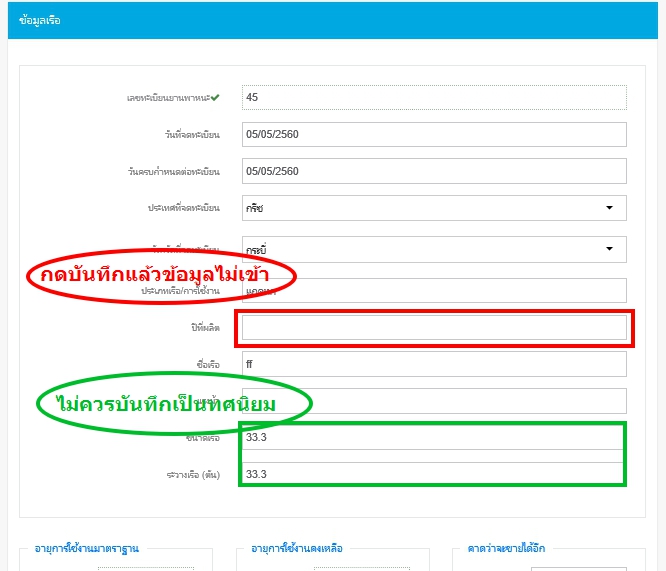 ข้อมูลเรือ
เลขทะเบียนยานพาหนะ 45
วันที่จดทะเบียน 05/05/2560
วันครบกำหนดต่อทะเบียน 05/05/2560
ประเทศที่จดทะเบียน กรีซ
กระบี่
กดบันทึกแล้วข้อมูลไม่เข้า
ประเภทเรือ/การใช้งาน
ปีที่ผลิต
ชื่อเรือ ff
ไม่ควรบันทึกเป็นทศนิยม
ขนาดเรือ 33.3
ระวางเรือ (ตัน) 33.3
อายุการใช้งานมาตราฐาน อายุการใช้งานคงเหลือ คาดว่าจะขายได้อีก